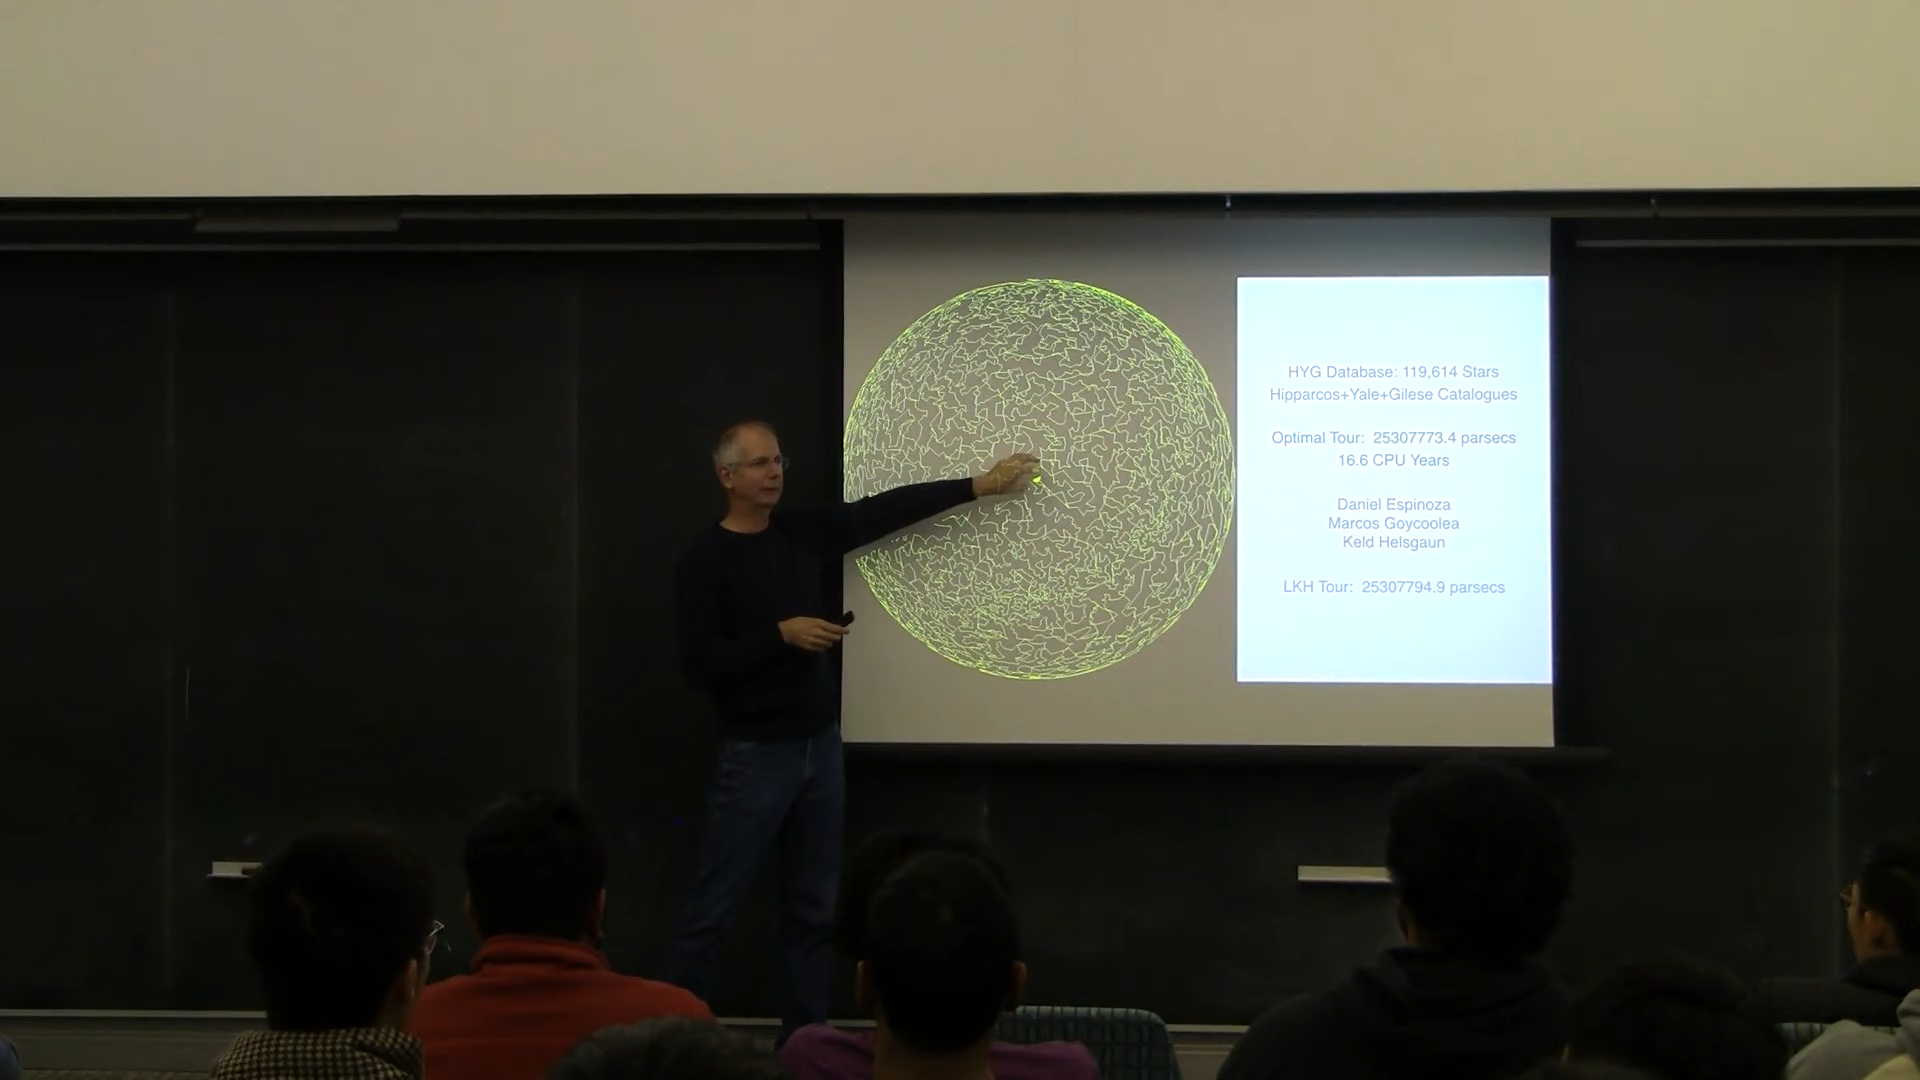 HYG Database: 119,614 Stars
Hipparcos+Yale+Gilese Catalogues
Optimal Tour: 25307773.4 parsecs
16.6 CPU Years
Daniel Espinoza
Marcos Goycoolea
Keld Helsgaun
LKH Tour: 25307794.9 parsecs